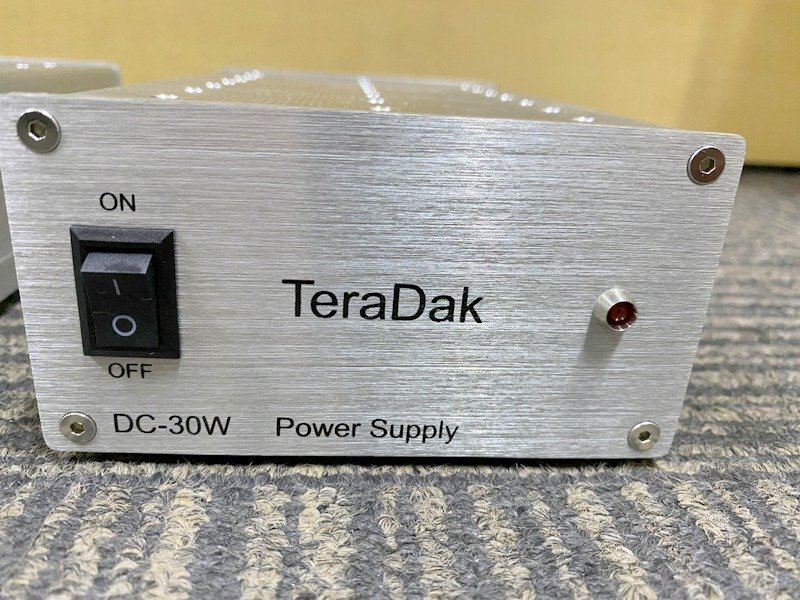 ON
I
O
OFF
TeraDak
DC-30W Power Supply